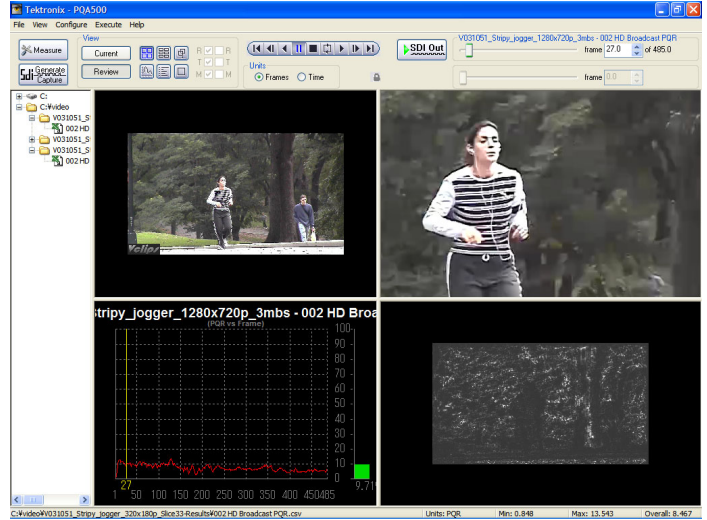 Tektronix - PQA500
File View Configure Execute Help
Measure
Generate
Sdi Capture
View
Current
Review
R R
T T
M M
Units
Frames Time
SDI Out
V031051_Stripy_jogger_1280x720p_3mbs - 002 HD Broadcast PQR
frame 27.0 of 485.0
frame 0.0
C:
C:¥video
V031051_S
002 HD
V031051_S
V031051_S
002 HD
Stripy_jogger_1280x720p_3mbs - 002 HD Broa
(PQR vs Frame)
100
90
80
70
60
50
40
30
20
10
9.719
27
1 50 100 150 200 250 300 350 400 450485
C:¥video¥V031051_Stripy_jogger_320x180p_Slice33-Results¥002 HD Broadcast PQR.csv
Units: PQR
Min: 0.848
Max: 13.543
Overall: 8.467